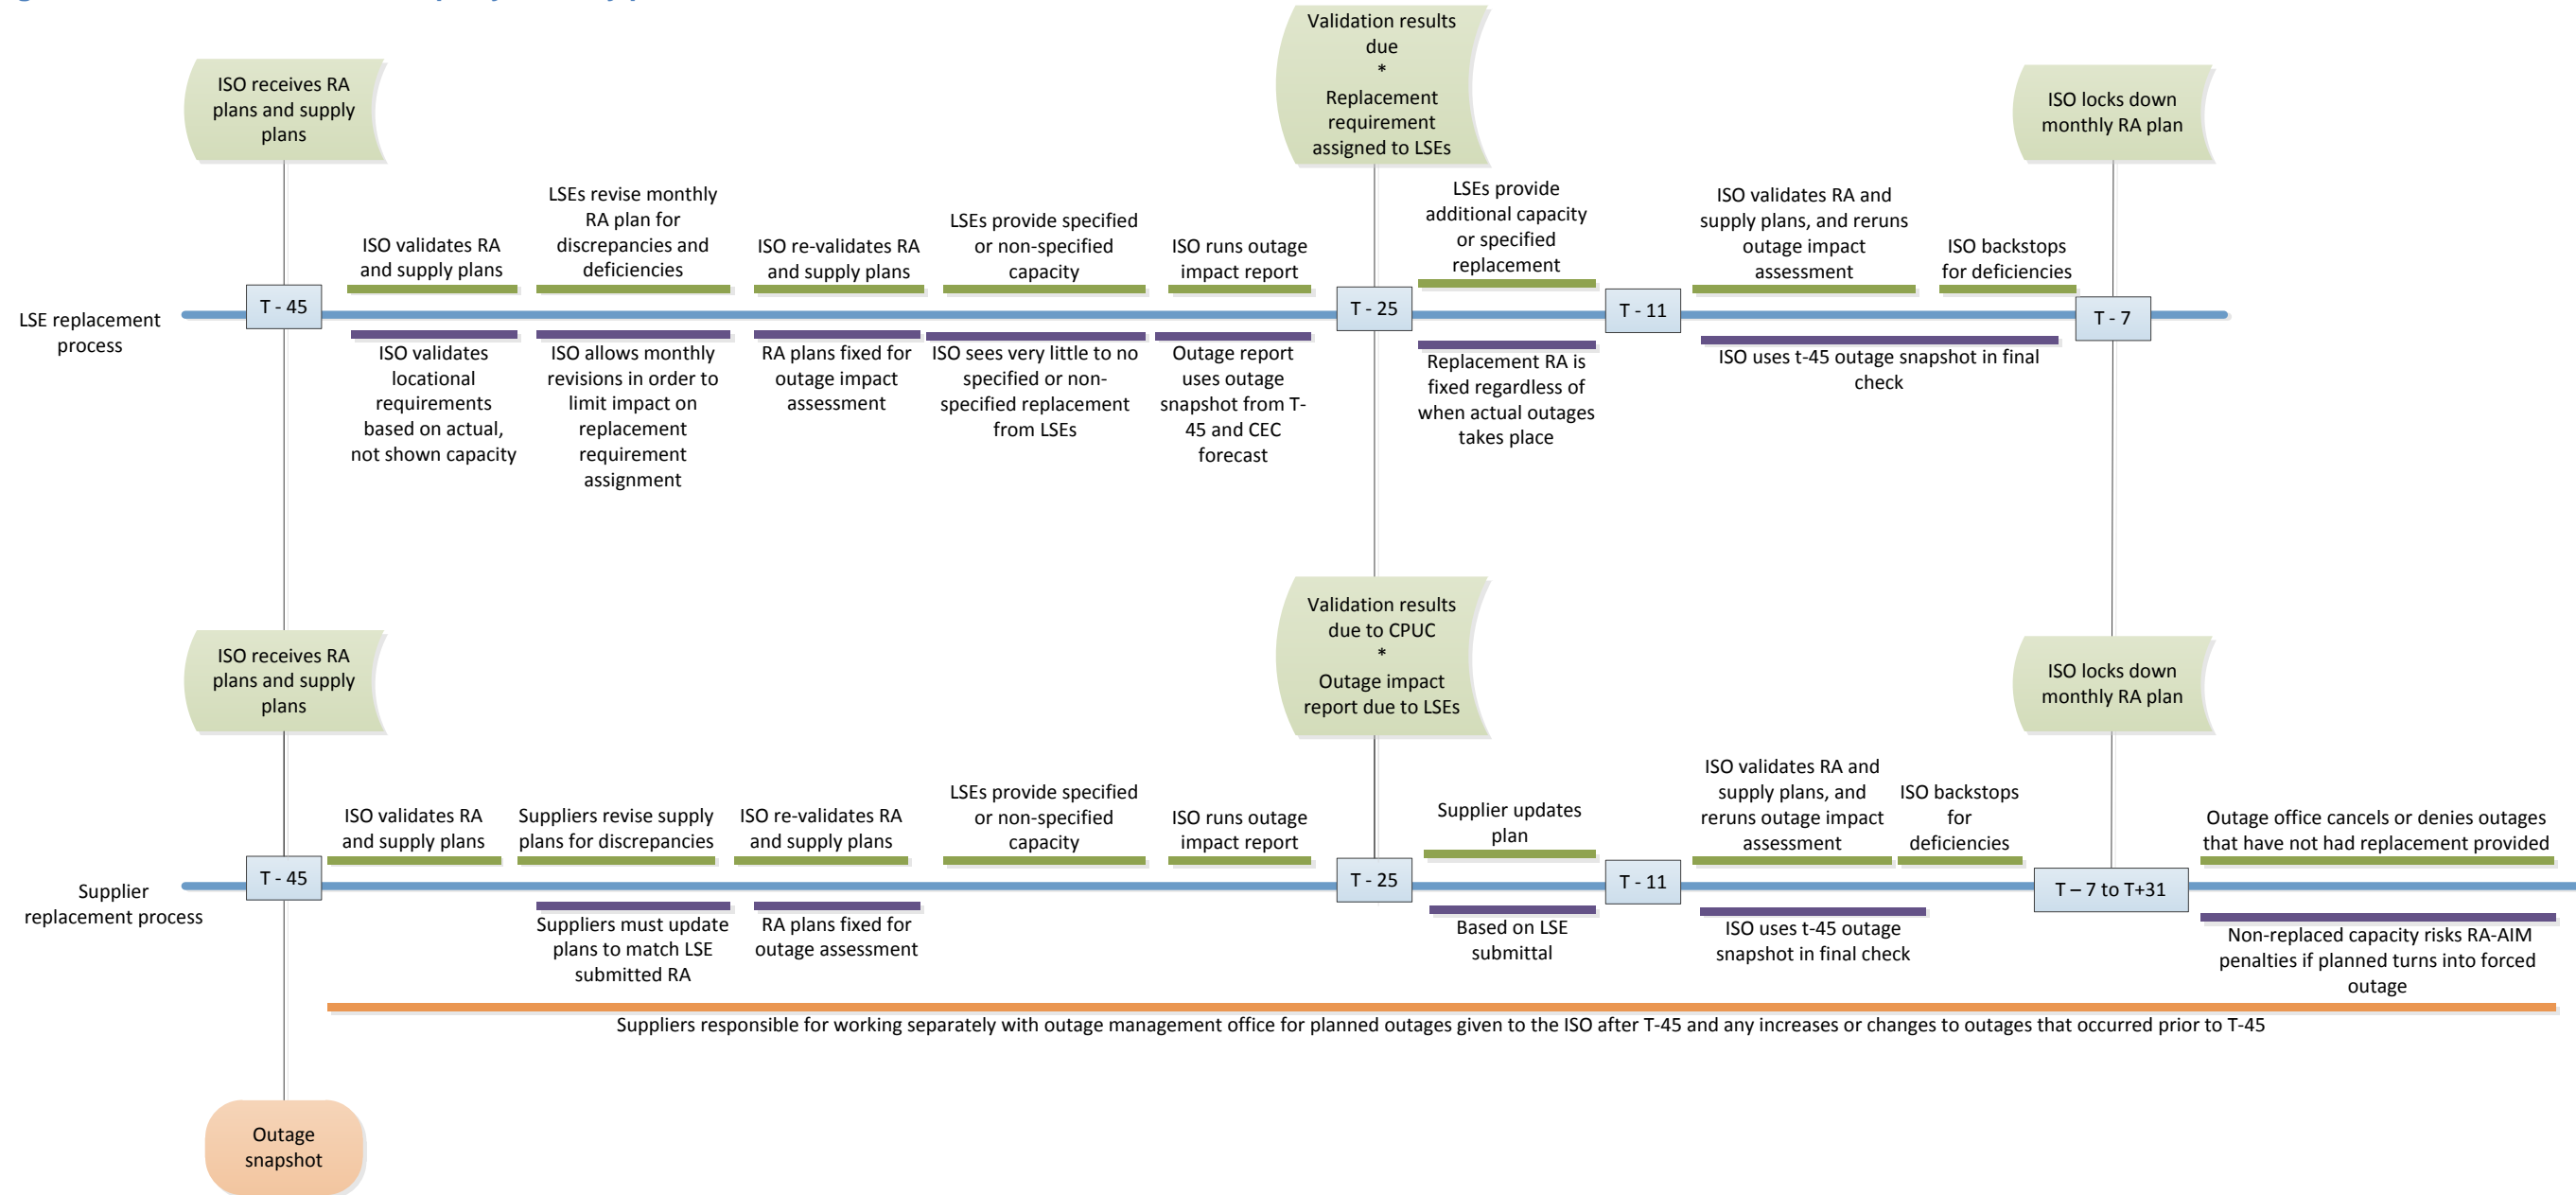 Validation results
due
*
Replacement
requirement
assigned to LSEs
ISO receives RA
plans and supply
plans
ISO locks down
monthly RA plan
ISO validates RA
and supply plans
LSEs revise monthly
RA plan for
discrepancies and
deficiencies
ISO re-validates RA
and supply plans
LSEs provide specified
or non-specified
capacity
ISO runs outage
impact report
LSEs provide
additional capacity
or specified
replacement
ISO validates RA and
supply plans, and reruns
outage impact
assessment
ISO backstops
for deficiencies
LSE replacement
process
T - 45
T - 25
T - 11
T - 7
ISO validates
locational
requirements
based on actual,
not shown capacity
ISO allows monthly
revisions in order to
limit impact on
replacement
requirement
assignment
RA plans fixed for
outage impact
assessment
ISO sees very little to no
specified or non-
specified replacement
from LSEs
Outage report
uses outage
snapshot from T-
45 and CEC
forecast
Replacement RA is
fixed regardless of
when actual outages
takes place
ISO uses t-45 outage snapshot in final
check
ISO receives RA
plans and supply
plans
Validation results
due to CPUC
*
Outage impact
report due to LSEs
ISO locks down
monthly RA plan
ISO validates RA
and supply plans
Suppliers revise supply
plans for discrepancies
ISO re-validates RA
and supply plans
LSEs provide specified
or non-specified
capacity
ISO runs outage
impact report
Supplier updates
plan
ISO validates RA and
supply plans, and
reruns outage impact
assessment
ISO backstops
for
deficiencies
Outage office cancels or denies outages
that have not had replacement provided
Supplier
replacement process
T - 45
T - 25
T - 11
T – 7 to T+31
Suppliers must update
plans to match LSE
submitted RA
RA plans fixed for
outage assessment
Based on LSE
submittal
ISO uses t-45 outage
snapshot in final check
Non-replaced capacity risks RA-AIM
penalties if planned turns into forced
outage
Suppliers responsible for working separately with outage management office for planned outages given to the ISO after T-45 and any increases or changes to outages that occurred prior to T-45
Outage
snapshot